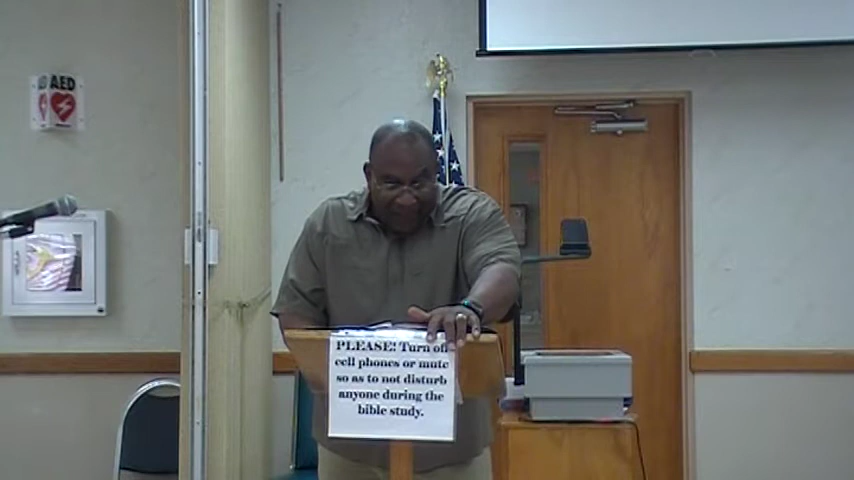 AED
PLEASE! Turn off
cell phones or mute
so as to not disturb
anyone during the
bible study.